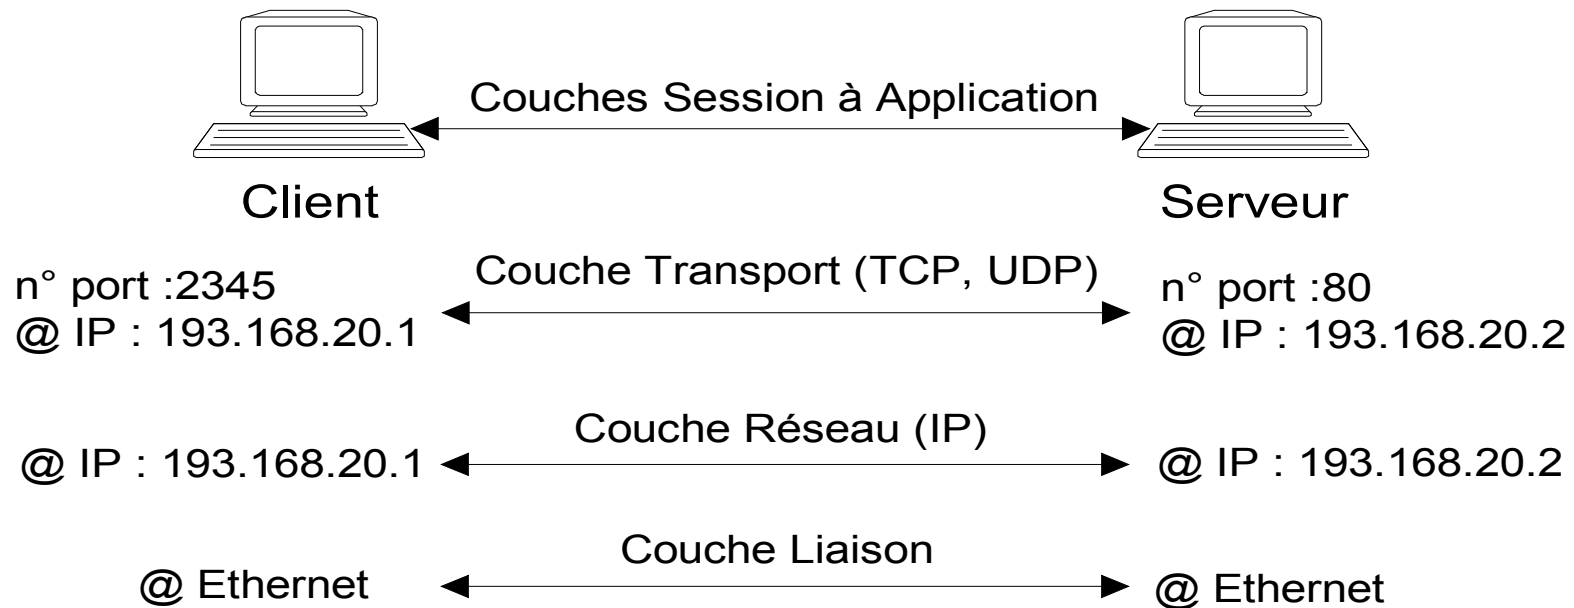 Couches Session à Application
Client
Serveur
Couche Transport (TCP, UDP)
n° port :2345
@ IP : 193.168.20.1
n° port :80
@ IP : 193.168.20.2
Couche Réseau (IP)
@ IP : 193.168.20.1
@ IP : 193.168.20.2
Couche Liaison
@ Ethernet
@ Ethernet